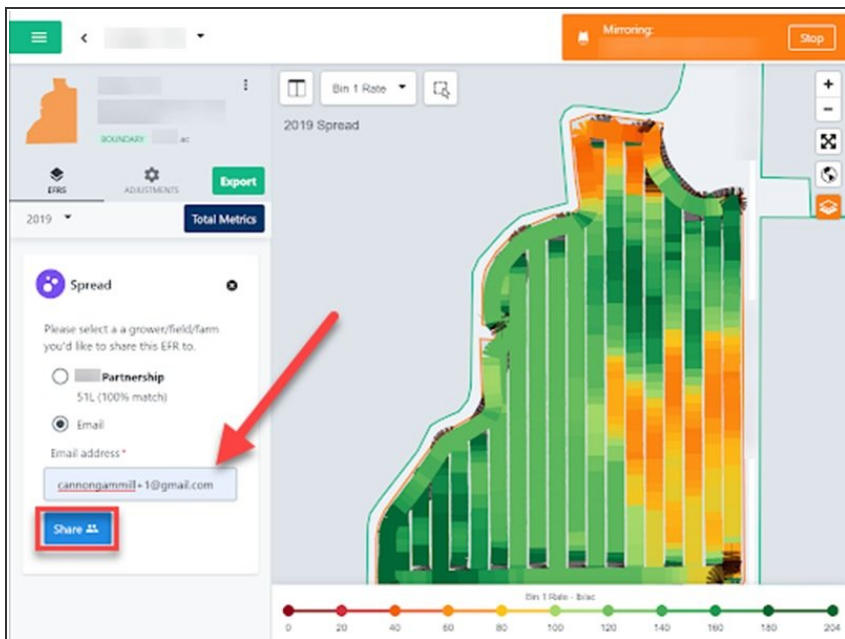 Mirroring:
Stop
BOUNDARY
ac
EFRS
ADJUSTMENTS
Export
2019
Total Metrics
Bin 1 Rate
2019 Spread
+
-
Spread
Please select a a grower/field/farm
you'd like to share this EFR to.
Partnership
51L (100% match)
Email
Email address*
cannongammill+1@gmail.com
Share
Bin 1 Rate - lb/ac
0 20 40 60 80 100 120 140 160 180 204